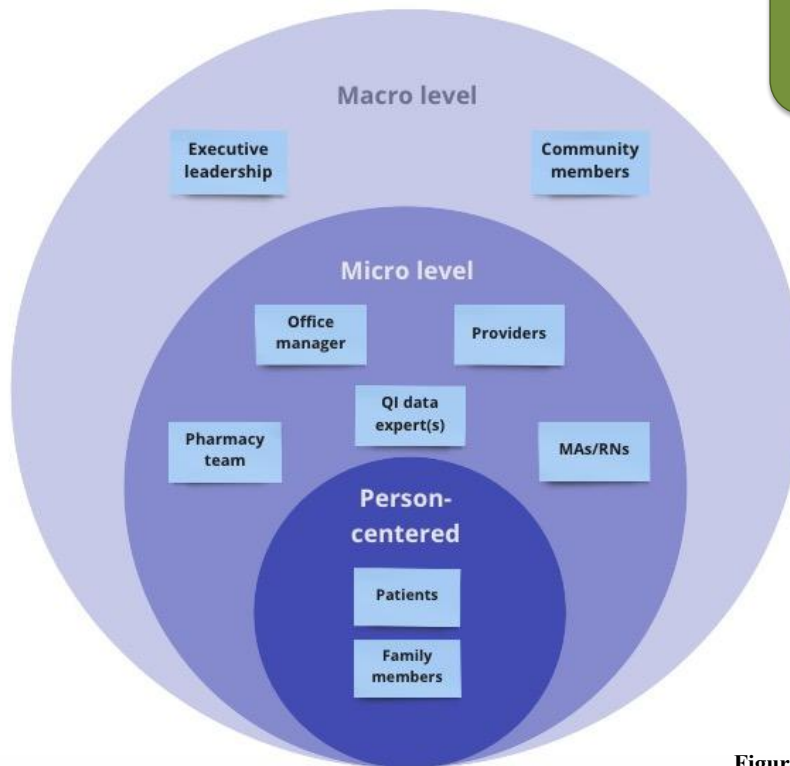 Macro level
Executive
leadership
Community
members
Micro level
Office
manager
Providers
QI data
expert(s)
Pharmacy
team
MAs/RNs
Person-
centered
Patients
Family
members